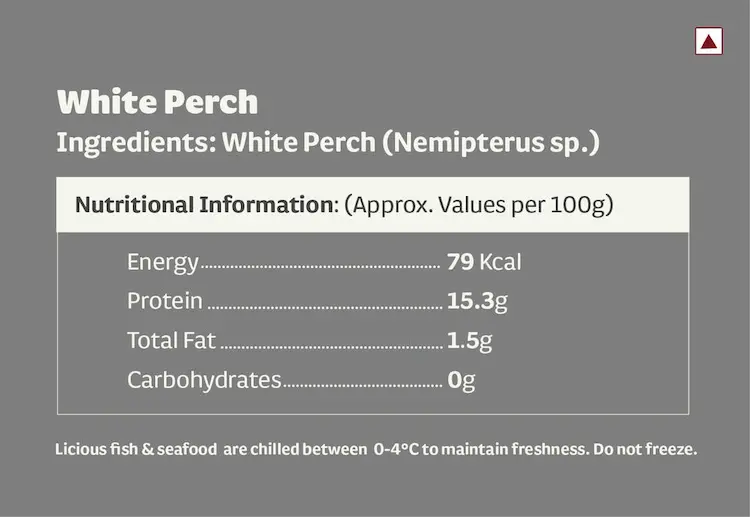 White Perch
Ingredients: White Perch (Nemipterus sp.)
Nutritional Information: (Approx. Values per 100g)
Energy........................................................ 79 Kcal
Protein ....................................................... 15.3g
Total Fat .................................................... 1.5g
Carbohydrates...................................... 0g
Licious fish & seafood are chilled between 0-4°C to maintain freshness. Do not freeze.